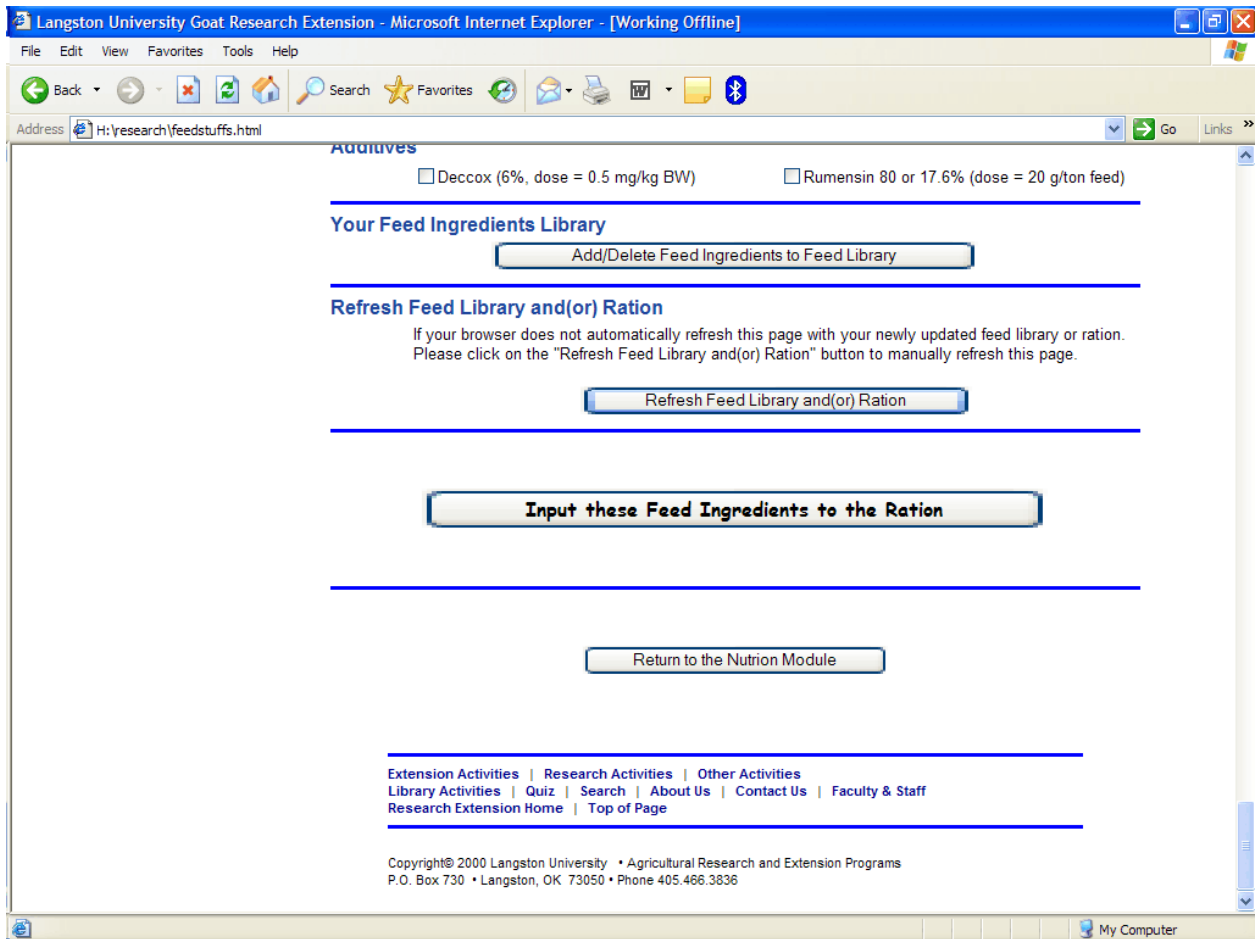 Langston University Goat Research Extension - Microsoft Internet Explorer - [Working Offline]
File Edit View Favorites Tools Help
Back Search Favorites
Address H:\research\feedstuffs.html Go Links »
Additives
Deccox (6%, dose = 0.5 mg/kg BW) Rumensin 80 or 17.6% (dose = 20 g/ton feed)
Your Feed Ingredients Library
Add/Delete Feed Ingredients to Feed Library
Refresh Feed Library and(or) Ration
If your browser does not automatically refresh this page with your newly updated feed library or ration.
Please click on the "Refresh Feed Library and(or) Ration" button to manually refresh this page.
Refresh Feed Library and(or) Ration
Input these Feed Ingredients to the Ration
Return to the Nutrion Module
Extension Activities | Research Activities | Other Activities
Library Activities | Quiz | Search | About Us | Contact Us | Faculty & Staff
Research Extension Home | Top of Page
Copyright© 2000 Langston University • Agricultural Research and Extension Programs
P.O. Box 730 • Langston, OK 73050 • Phone 405.466.3836
My Computer